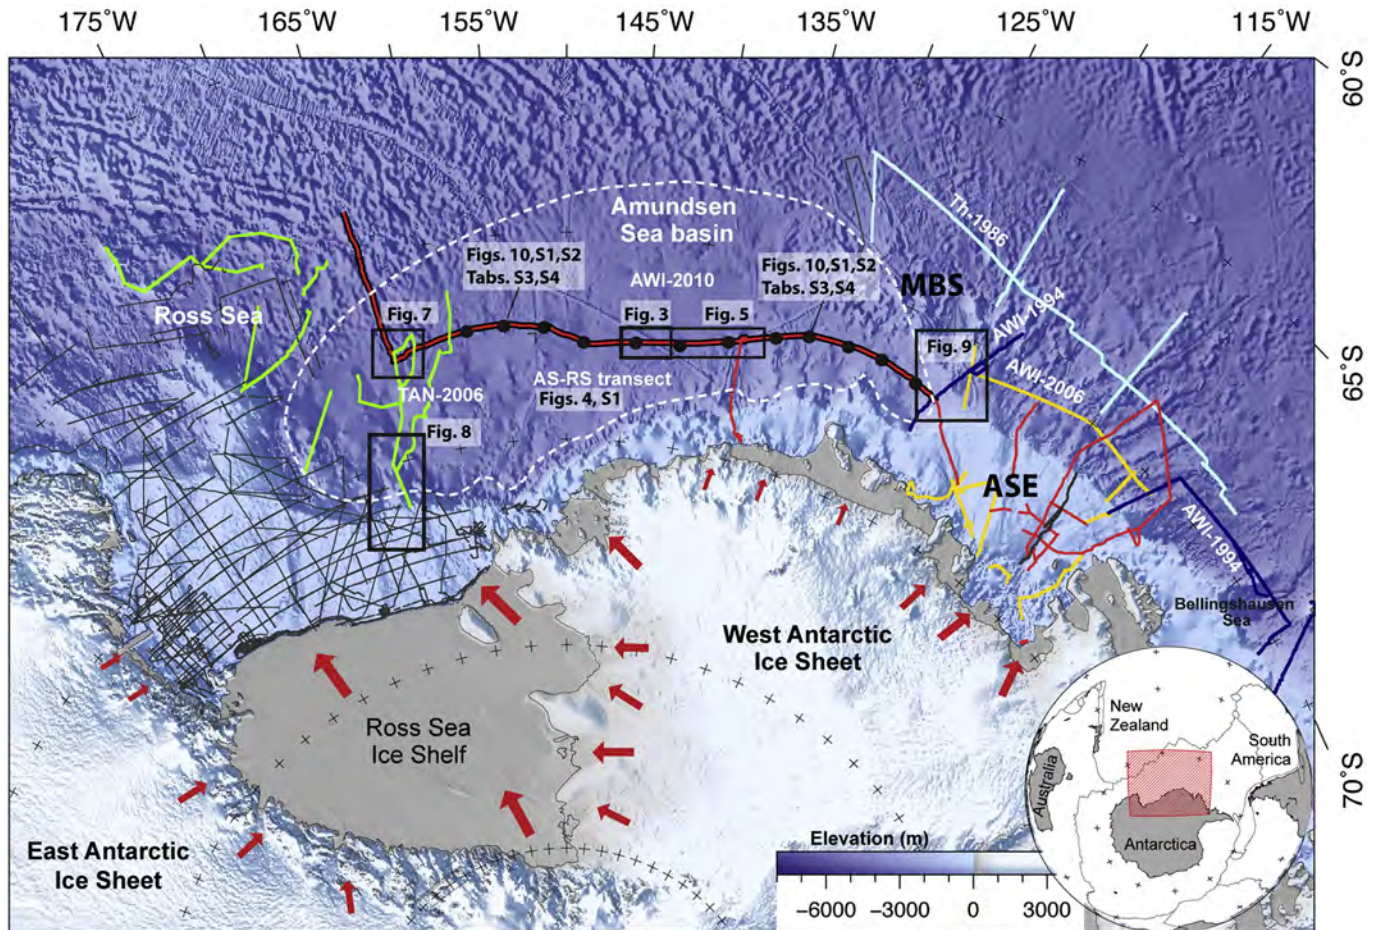 175°W 165°W 155°W 145°W 135°W 125°W 115°W
60°S
65°S
70°S
Amundsen
Sea basin
Figs. 10,S1,S2
Tabs. S3,S4
AWI-2010
Figs. 10,S1,S2
Tabs. S3,S4
Th-1986
MBS
Ross Sea
Fig. 7
Fig. 3
Fig. 5
Fig. 9
AWI-1994
AWI-2006
TAN-2006
AS-RS transect
Figs. 4, S1
Fig. 8
ASE
AWI-1994
Bellingshausen
Sea
West Antarctic
Ice Sheet
Ross Sea
Ice Shelf
East Antarctic
Ice Sheet
New
Zealand
South
America
Australia
Antarctica
Elevation (m)
−6000 −3000 0 3000